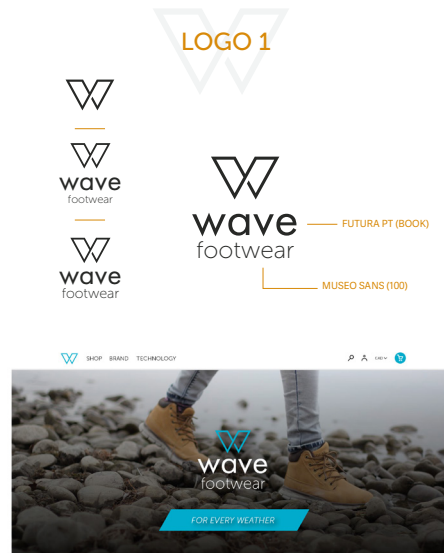 LOGO 1
wave
footwear
wave
footwear
wave
footwear
FUTURA PT (BOOK)
MUSEO SANS (100)
SHOP BRAND TECHNOLOGY
CAD
wave
footwear
FOR EVERY WEATHER